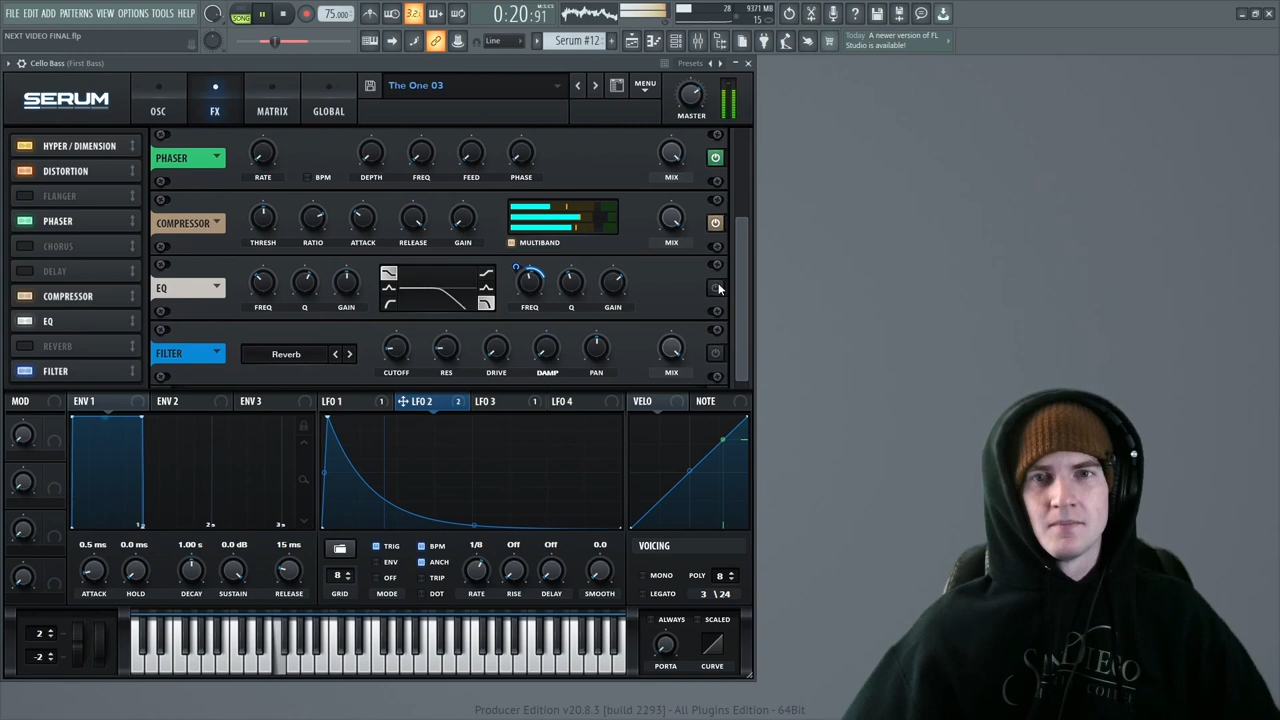 FILE EDIT ADD PATTERNS VIEW OPTIONS TOOLS HELP
SONG
75.000
3.2
0:20:91
M:S:CS
28
9371 MB
15
NEXT VIDEO FINAL.flp
Line
Serum #12
Today A newer version of FL
Studio is available!
Cello Bass (First Bass)
Presets
SERUM
OSC
FX
MATRIX
GLOBAL
The One 03
MENU
MASTER
HYPER / DIMENSION
DISTORTION
FLANGER
PHASER
CHORUS
DELAY
COMPRESSOR
EQ
REVERB
FILTER
PHASER
RATE
BPM
DEPTH
FREQ
FEED
PHASE
MIX
COMPRESSOR
THRESH
RATIO
ATTACK
RELEASE
GAIN
MULTIBAND
MIX
EQ
FREQ
Q
GAIN
FREQ
Q
GAIN
FILTER
Reverb
CUTOFF
RES
DRIVE
DAMP
PAN
MIX
MOD
ENV 1
ENV 2
ENV 3
LFO 1
1
LFO 2
2
LFO 3
1
LFO 4
VELO
NOTE
2s
3s
0.5 ms
0.0 ms
1.00 s
0.0 dB
15 ms
ATTACK
HOLD
DECAY
SUSTAIN
RELEASE
8
GRID
TRIG
ENV
OFF
MODE
BPM
ANCH
TRIP
DOT
1/8
Off
Off
0.0
RATE
RISE
DELAY
SMOOTH
VOICING
MONO
POLY
8
LEGATO
3 \ 24
ALWAYS
SCALED
PORTA
CURVE
2
-2
Producer Edition v20.8.3 [build 2293] - All Plugins Edition - 64Bit